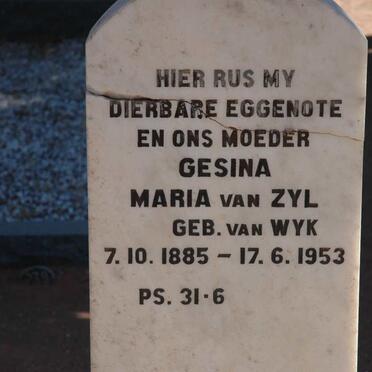 HIER RUS MY
DIERBARE EGGENOTE
EN ONS MOEDER
GESINA
MARIA VAN ZYL
GEB. VAN WYK
7. 10. 1885 – 17. 6. 1953
PS. 31·6